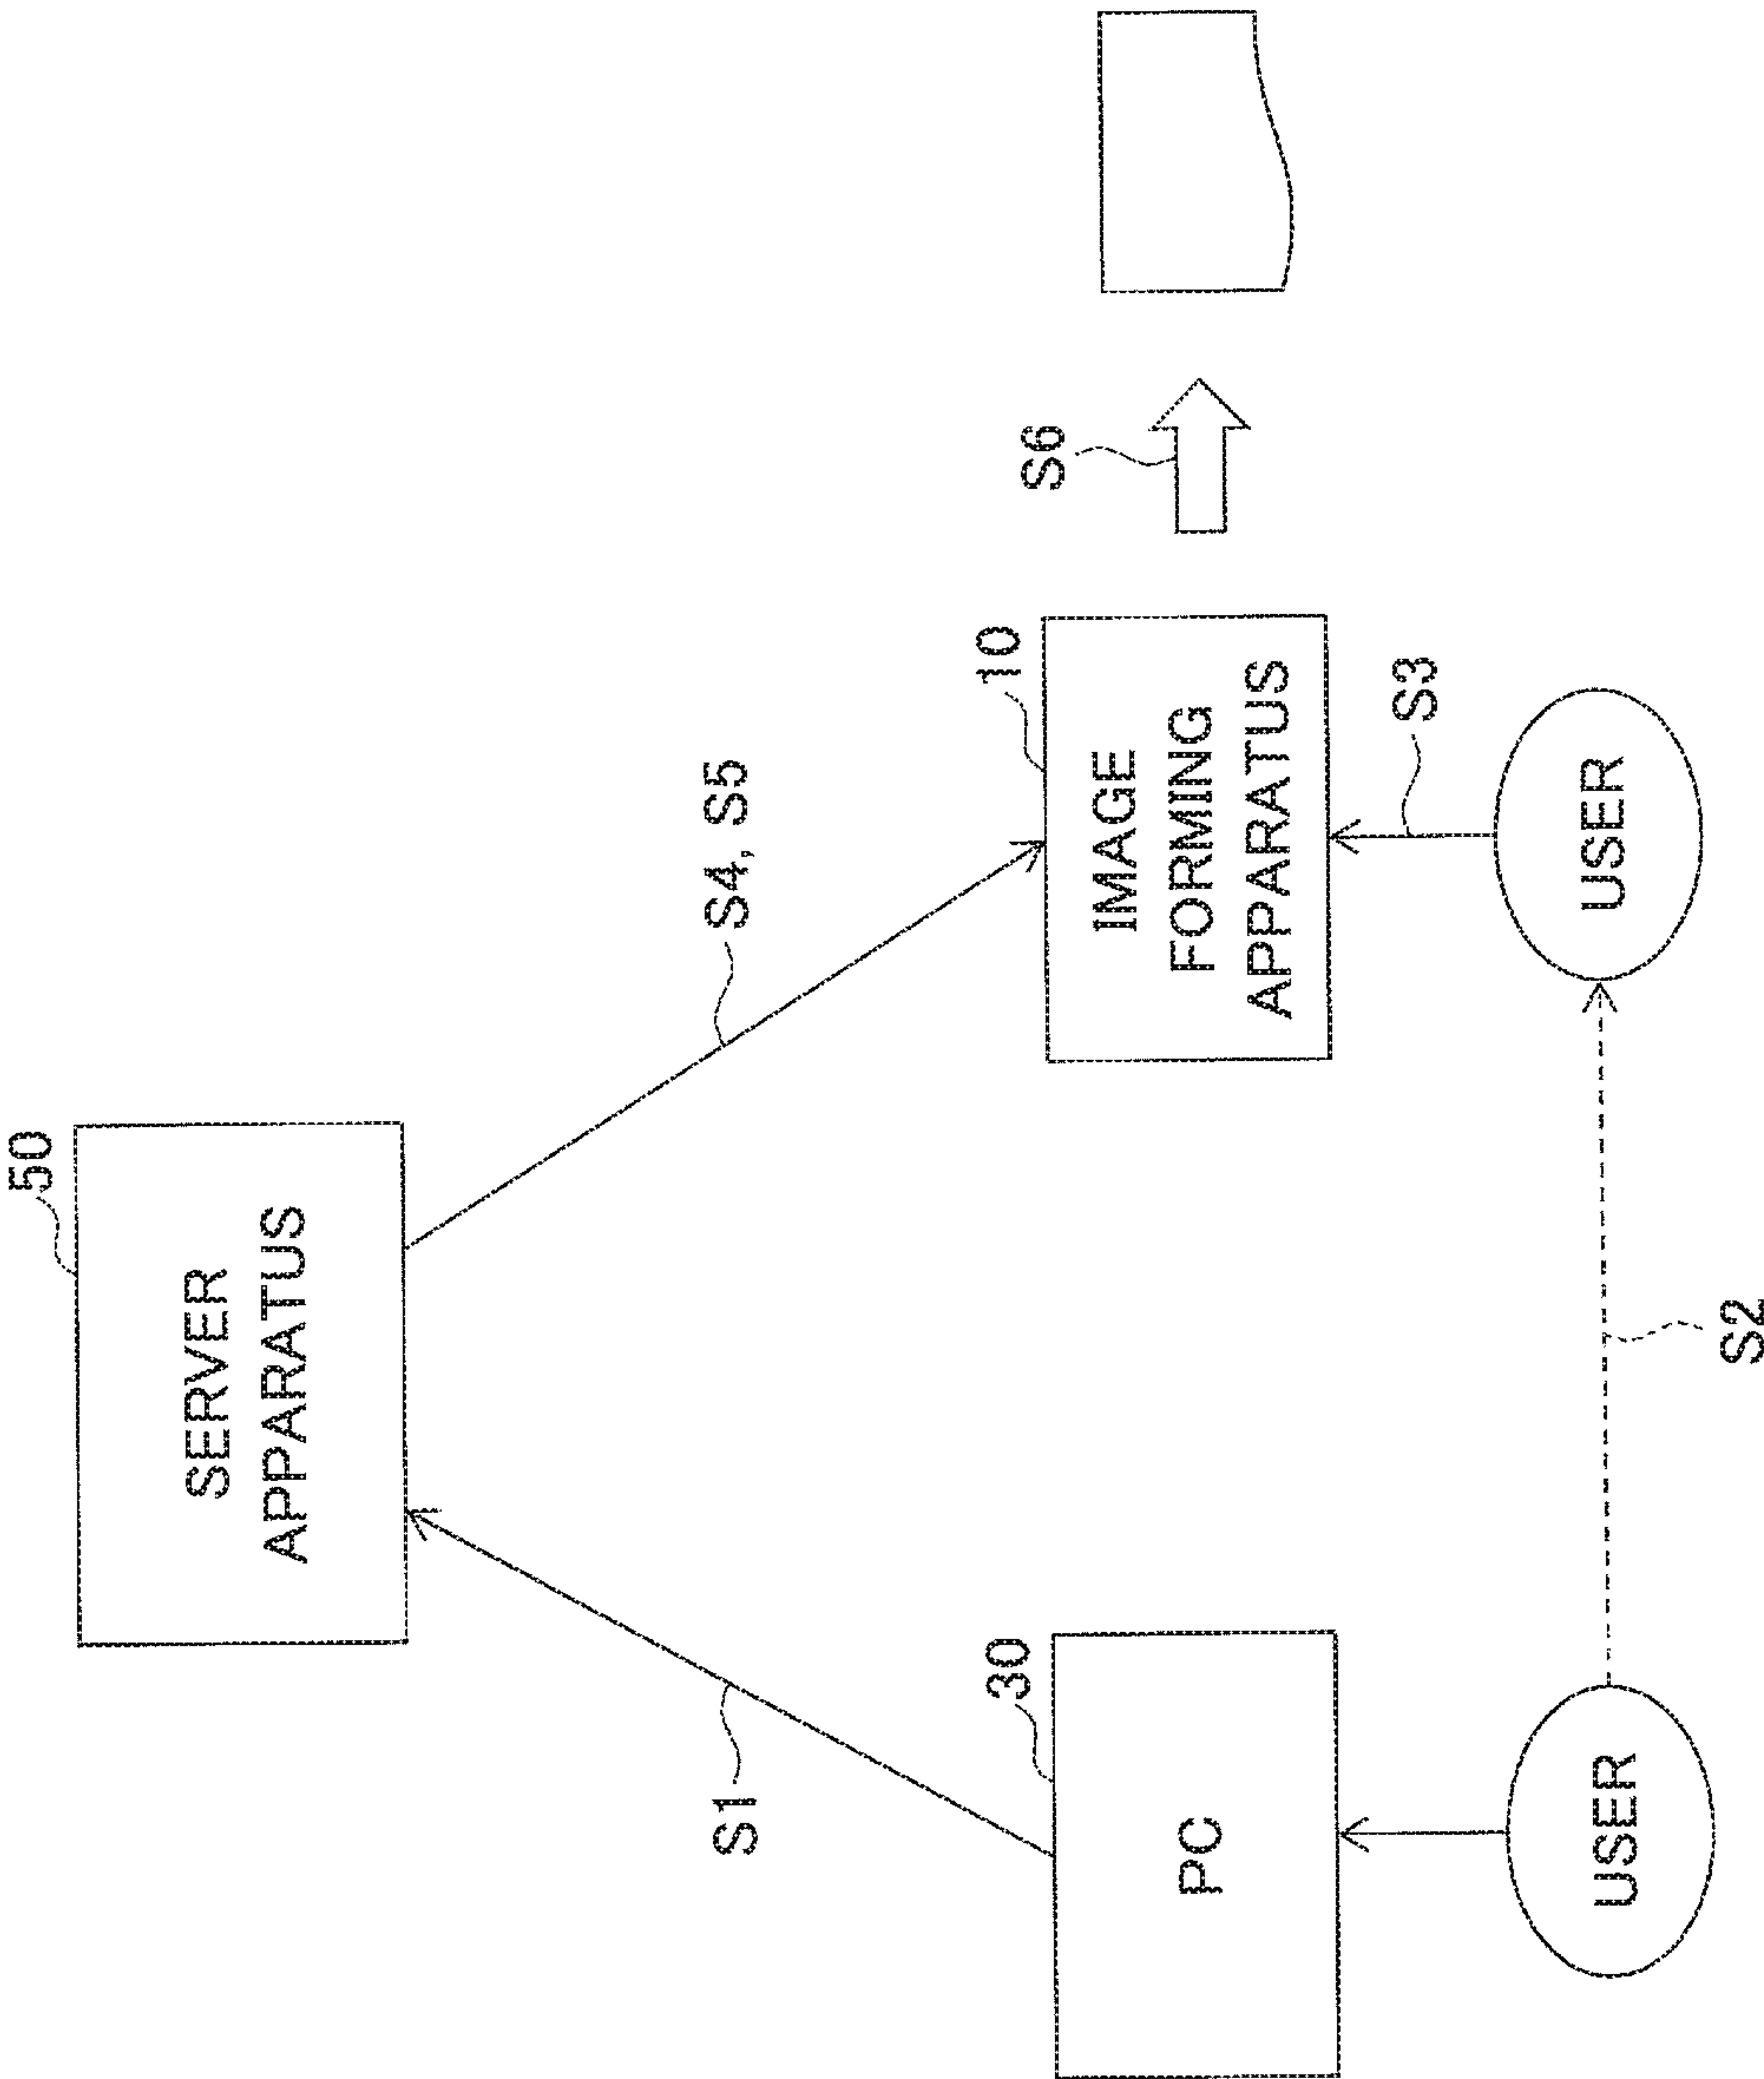 50
SERVER
APPARATUS
S1
S4, S5
30
PC
10
IMAGE
FORMING
APPARATUS
S6
S3
USER
USER
S2